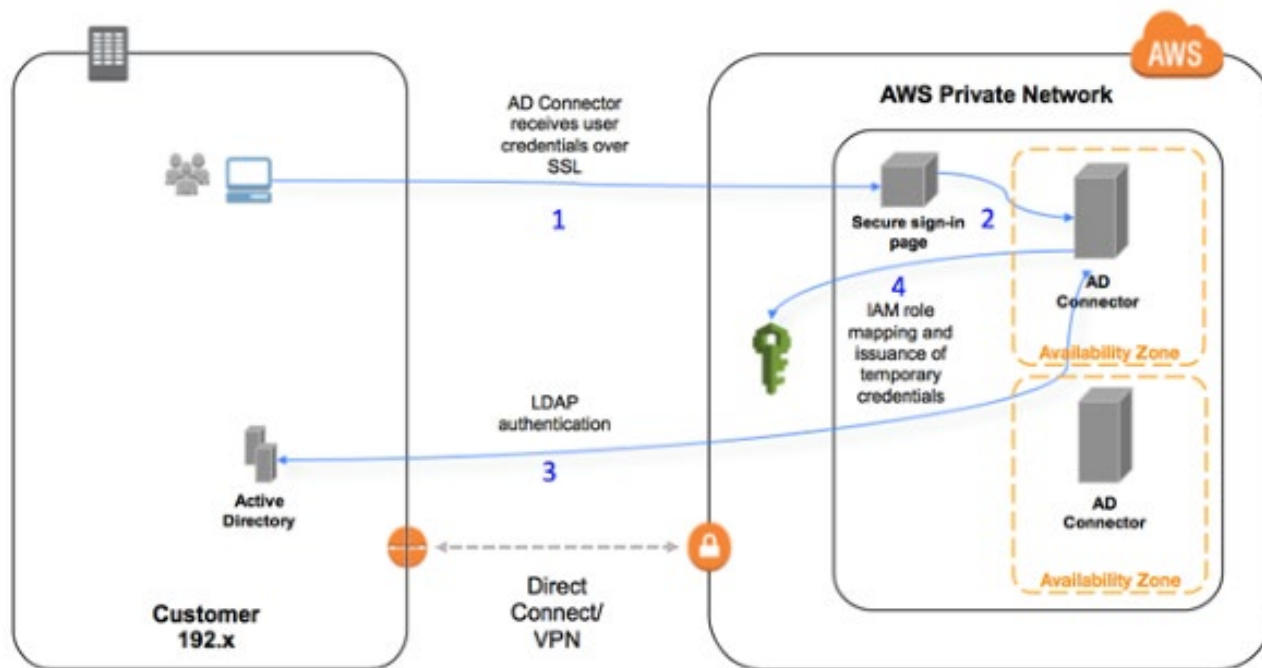 AWS
AWS Private Network
AD Connector
receives user
credentials over
SSL
1
Secure sign-in
page
2
AD
Connector
Availability Zone
4
IAM role
mapping and
issuance of
temporary
credentials
LDAP
authentication
3
Active
Directory
AD
Connector
Availability Zone
Direct
Connect/
VPN
Customer
192.x